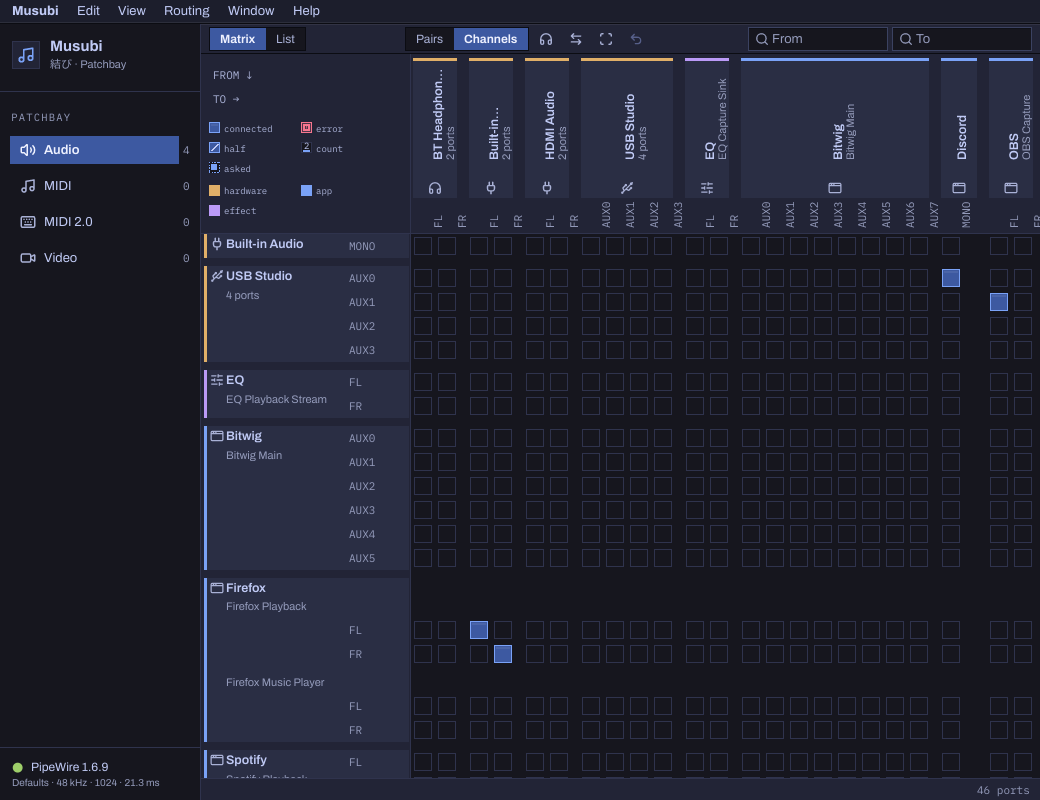 Musubi Edit View Routing Window Help
Musubi
結び · Patchbay
PATCHBAY
Audio 4
MIDI 0
MIDI 2.0 0
Video 0
PipeWire 1.6.9
Defaults · 48 kHz · 1024 · 21.3 ms
Matrix List Pairs Channels From To
FROM ↓
TO →
connected error
half 2 count
asked
hardware app
effect
BT Headphon...
2 ports
Built-in...
2 ports
HDMI Audio
2 ports
USB Studio
4 ports
EQ
EQ Capture Sink
Bitwig
Bitwig Main
Discord
OBS
OBS Capture
FL FR FL FR FL FR AUX0 AUX1 AUX2 AUX3 FL FR AUX0 AUX1 AUX2 AUX3 AUX4 AUX5 AUX6 AUX7 MONO FL FR
Built-in Audio MONO
USB Studio AUX0
4 ports
AUX1
AUX2
AUX3
EQ FL
EQ Playback Stream
FR
Bitwig AUX0
Bitwig Main
AUX1
AUX2
AUX3
AUX4
AUX5
Firefox
Firefox Playback
FL
FR
Firefox Music Player
FL
FR
Spotify FL
Spotify Playback
46 ports